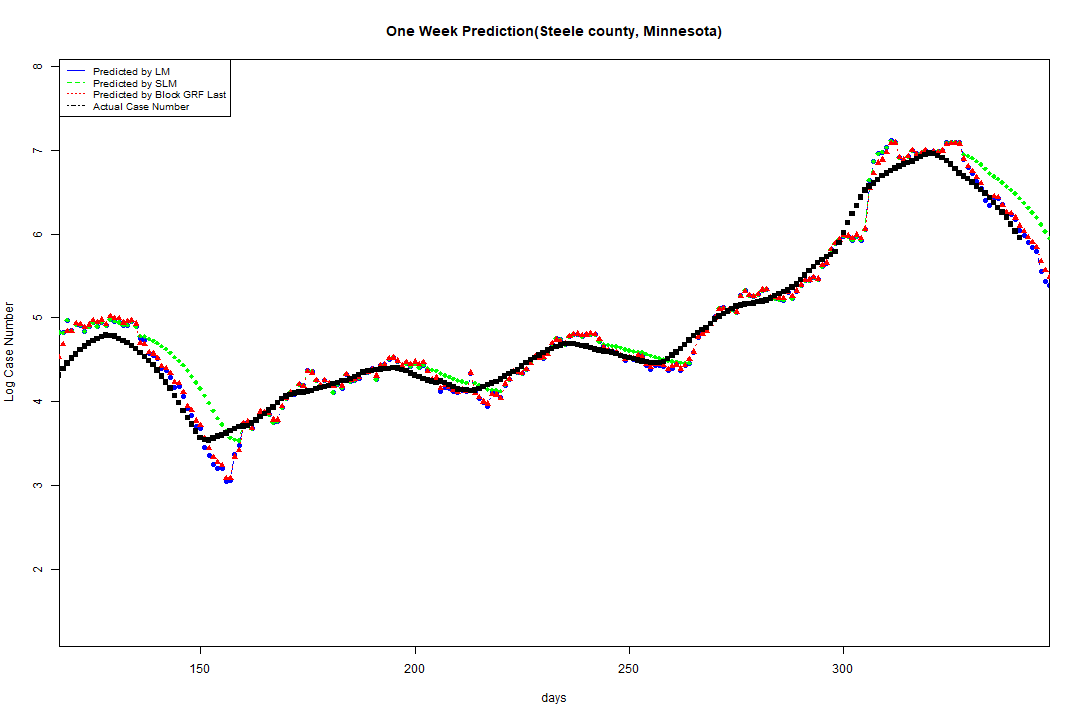 One Week Prediction(Steele county, Minnesota)
Predicted by LM
Predicted by SLM
Predicted by Block GRF Last
Actual Case Number
8
7
6
5
4
3
2
Log Case Number
150 200 250 300
days